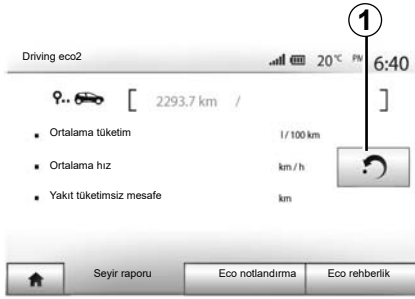 1
Driving eco2 20°C PM 6:40
[ 2293.7 km / ]
Ortalama tüketim l / 100 km
Ortalama hız km / h
Yakıt tüketimsiz mesafe km
Seyir raporu Eco notlandırma Eco rehberlik